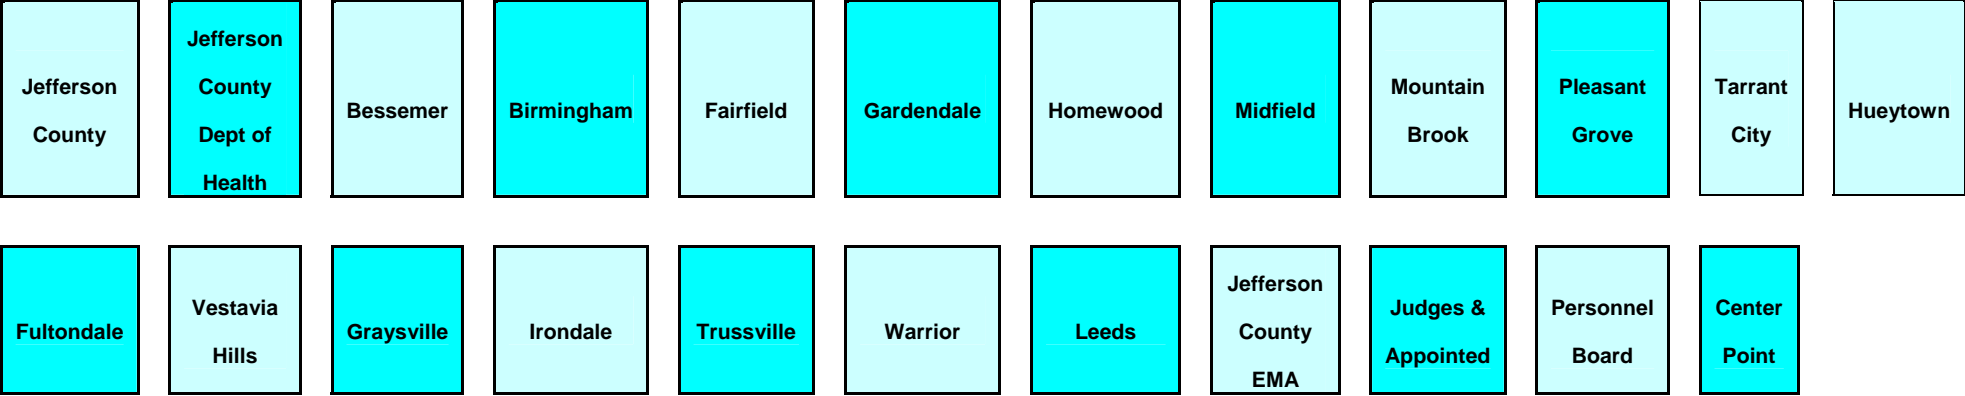 Jefferson
County
Jefferson
County
Dept of
Health
Bessemer
Birmingham
Fairfield
Gardendale
Homewood
Midfield
Mountain
Brook
Pleasant
Grove
Tarrant
City
Hueytown
Fultondale
Vestavia
Hills
Graysville
Irondale
Trussville
Warrior
Leeds
Jefferson
County
EMA
Judges &
Appointed
Personnel
Board
Center
Point